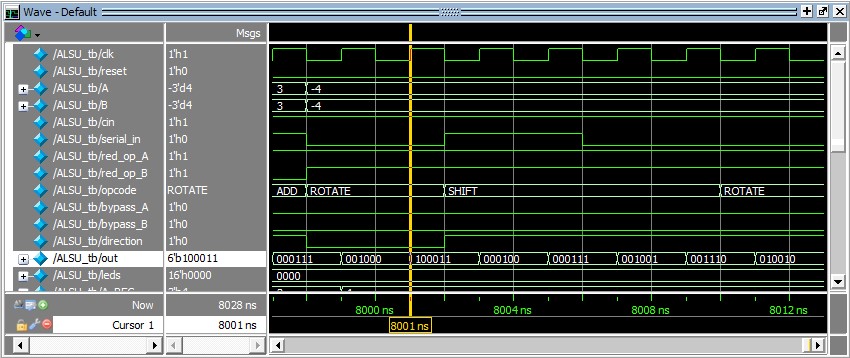 Wave - Default
Msgs
/ALSU_tb/clk 1'h1
/ALSU_tb/reset 1'h0
/ALSU_tb/A -3'd4 3 -4
/ALSU_tb/B -3'd4 3 -4
/ALSU_tb/cin 1'h1
/ALSU_tb/serial_in 1'h0
/ALSU_tb/red_op_A 1'h1
/ALSU_tb/red_op_B 1'h1
/ALSU_tb/opcode ROTATE ADD ROTATE SHIFT ROTATE
/ALSU_tb/bypass_A 1'h0
/ALSU_tb/bypass_B 1'h0
/ALSU_tb/direction 1'h0
/ALSU_tb/out 6'b100011 000111 001000 100011 000100 000111 001001 001110 010010
/ALSU_tb/leds 16'h0000 0000
Now 8028 ns 8000 ns 8004 ns 8008 ns 8012 ns
Cursor 1 8001 ns 8001 ns